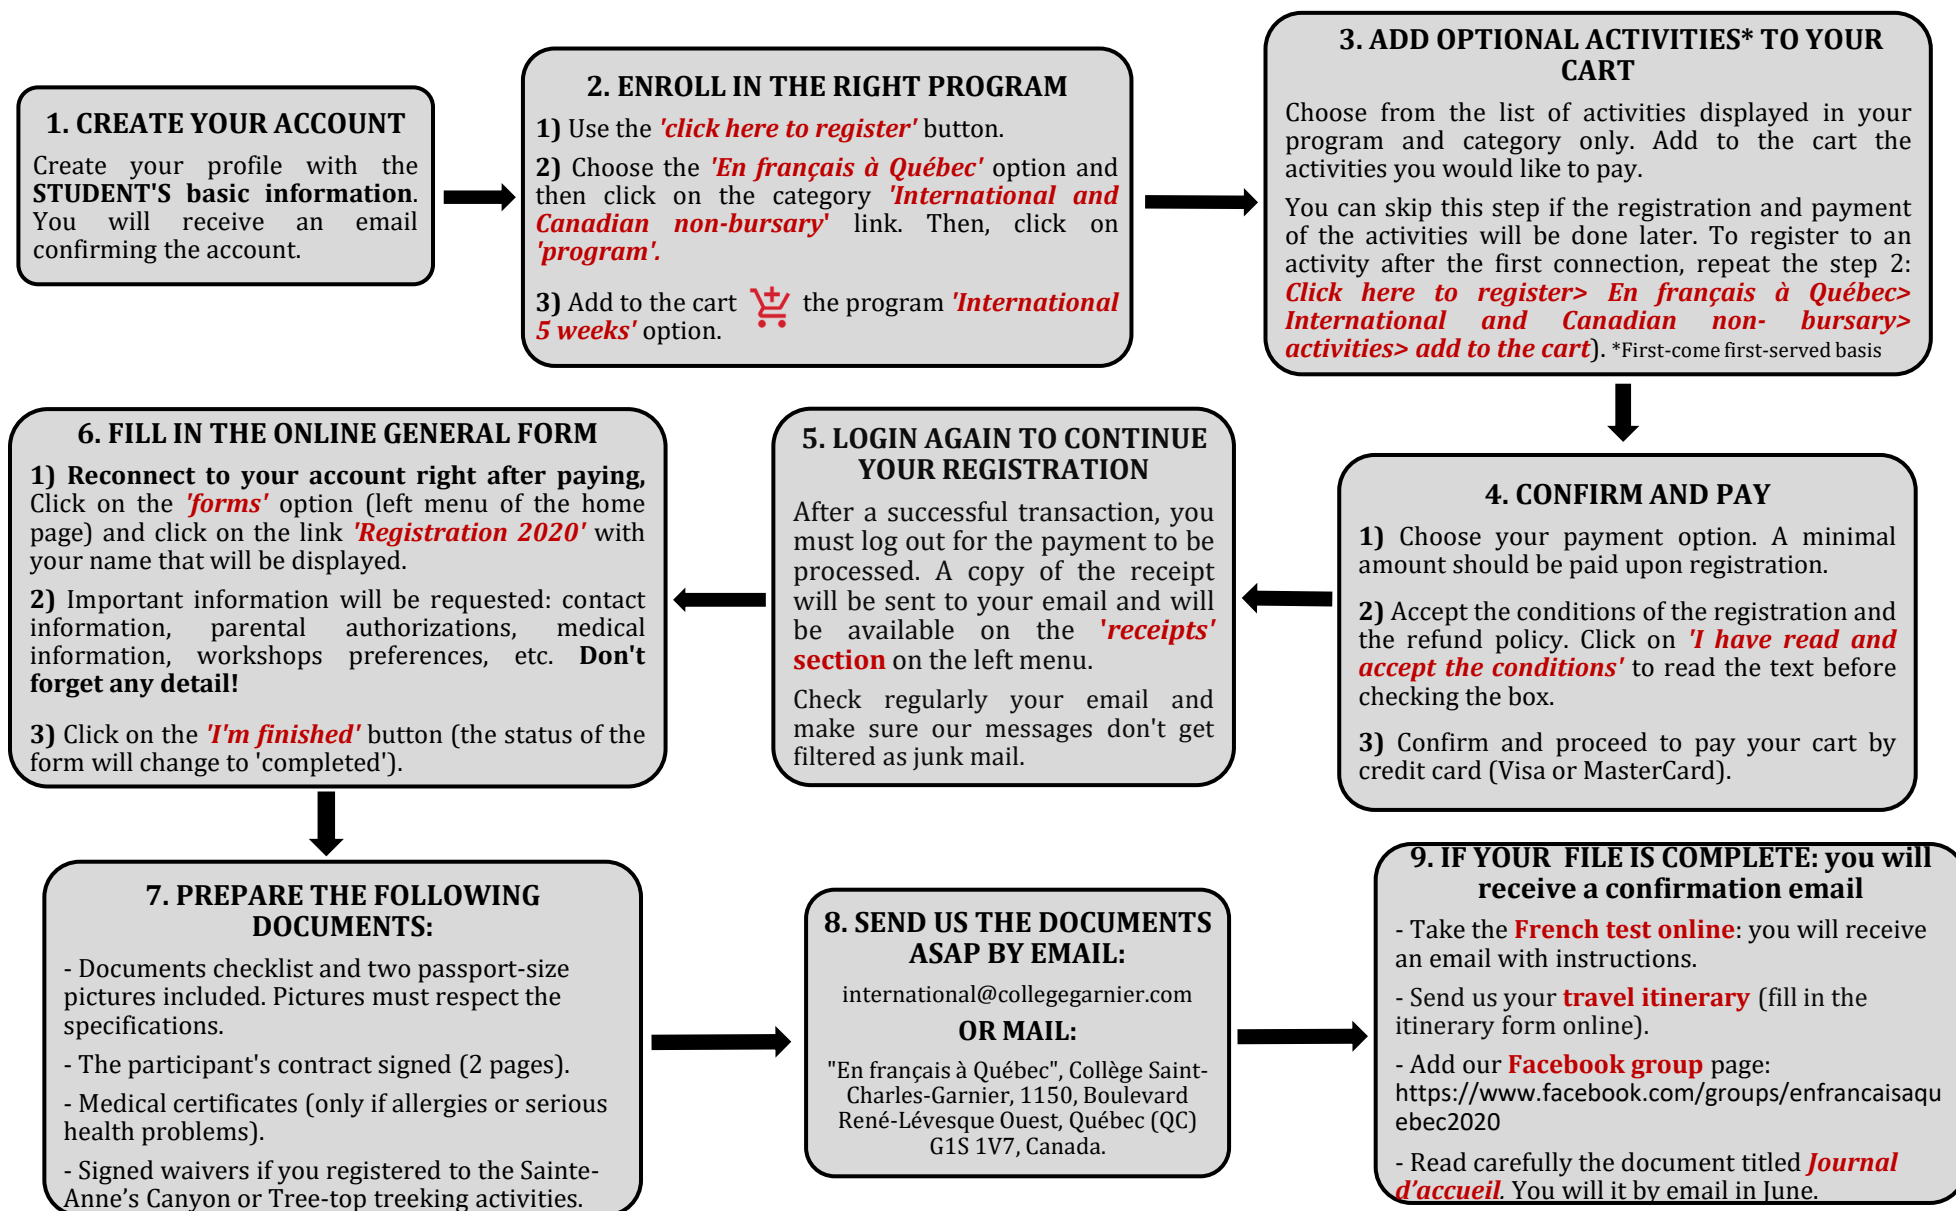 1. CREATE YOUR ACCOUNT
Create your profile with the
STUDENT'S basic information.
You will receive an email
confirming the account.
2. ENROLL IN THE RIGHT PROGRAM
1) Use the 'click here to register' button.
2) Choose the 'En français à Québec' option and
then click on the category 'International and
Canadian non-bursary' link. Then, click on
'program'.
3) Add to the cart the program 'International
5 weeks' option.
3. ADD OPTIONAL ACTIVITIES* TO YOUR
CART
Choose from the list of activities displayed in your
program and category only. Add to the cart the
activities you would like to pay.
You can skip this step if the registration and payment
of the activities will be done later. To register to an
activity after the first connection, repeat the step 2:
Click here to register> En français à Québec>
International and Canadian non- bursary>
activities> add to the cart). *First-come first-served basis
4. CONFIRM AND PAY
1) Choose your payment option. A minimal
amount should be paid upon registration.
2) Accept the conditions of the registration and
the refund policy. Click on 'I have read and
accept the conditions' to read the text before
checking the box.
3) Confirm and proceed to pay your cart by
credit card (Visa or MasterCard).
5. LOGIN AGAIN TO CONTINUE
YOUR REGISTRATION
After a successful transaction, you
must log out for the payment to be
processed. A copy of the receipt
will be sent to your email and will
be available on the 'receipts'
section on the left menu.
Check regularly your email and
make sure our messages don't get
filtered as junk mail.
6. FILL IN THE ONLINE GENERAL FORM
1) Reconnect to your account right after paying,
Click on the 'forms' option (left menu of the home
page) and click on the link 'Registration 2020' with
your name that will be displayed.
2) Important information will be requested: contact
information, parental authorizations, medical
information, workshops preferences, etc. Don't
forget any detail!
3) Click on the 'I'm finished' button (the status of the
form will change to 'completed').
7. PREPARE THE FOLLOWING
DOCUMENTS:
- Documents checklist and two passport-size
pictures included. Pictures must respect the
specifications.
- The participant's contract signed (2 pages).
- Medical certificates (only if allergies or serious
health problems).
- Signed waivers if you registered to the Sainte-
Anne's Canyon or Tree-top treeking activities.
8. SEND US THE DOCUMENTS
ASAP BY EMAIL:
international@collegegarnier.com
OR MAIL:
"En français à Québec", Collège Saint-
Charles-Garnier, 1150, Boulevard
René-Lévesque Ouest, Québec (QC)
G1S 1V7, Canada.
9. IF YOUR FILE IS COMPLETE: you will
receive a confirmation email
- Take the French test online: you will receive
an email with instructions.
- Send us your travel itinerary (fill in the
itinerary form online).
- Add our Facebook group page:
https://www.facebook.com/groups/enfrancaisaqu
ebec2020
- Read carefully the document titled Journal
d'accueil. You will it by email in June.